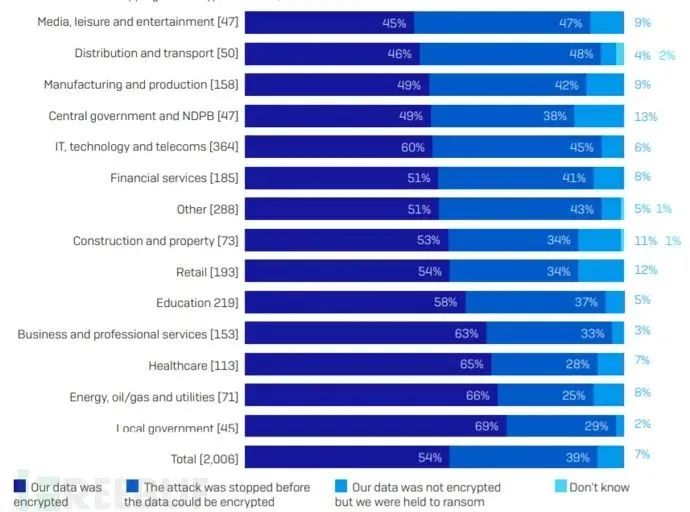 Media, leisure and entertainment [47] 45% 47% 9%
Distribution and transport [50] 46% 48% 4% 2%
Manufacturing and production [158] 49% 42% 9%
Central government and NDPB [47] 49% 38% 13%
IT, technology and telecoms [364] 60% 45% 6%
Financial services [185] 51% 41% 8%
Other [288] 51% 43% 5% 1%
Construction and property [73] 53% 34% 11% 1%
Retail [193] 54% 34% 12%
Education 219] 58% 37% 5%
Business and professional services [153] 63% 33% 3%
Healthcare [113] 65% 28% 7%
Energy, oil/gas and utilities [71] 66% 25% 8%
Local government [45] 69% 29% 2%
Total [2,006] 54% 39% 7%
Our data was encrypted
The attack was stopped before
the data could be encrypted
Our data was not encrypted
but we were held to ransom
Don't know